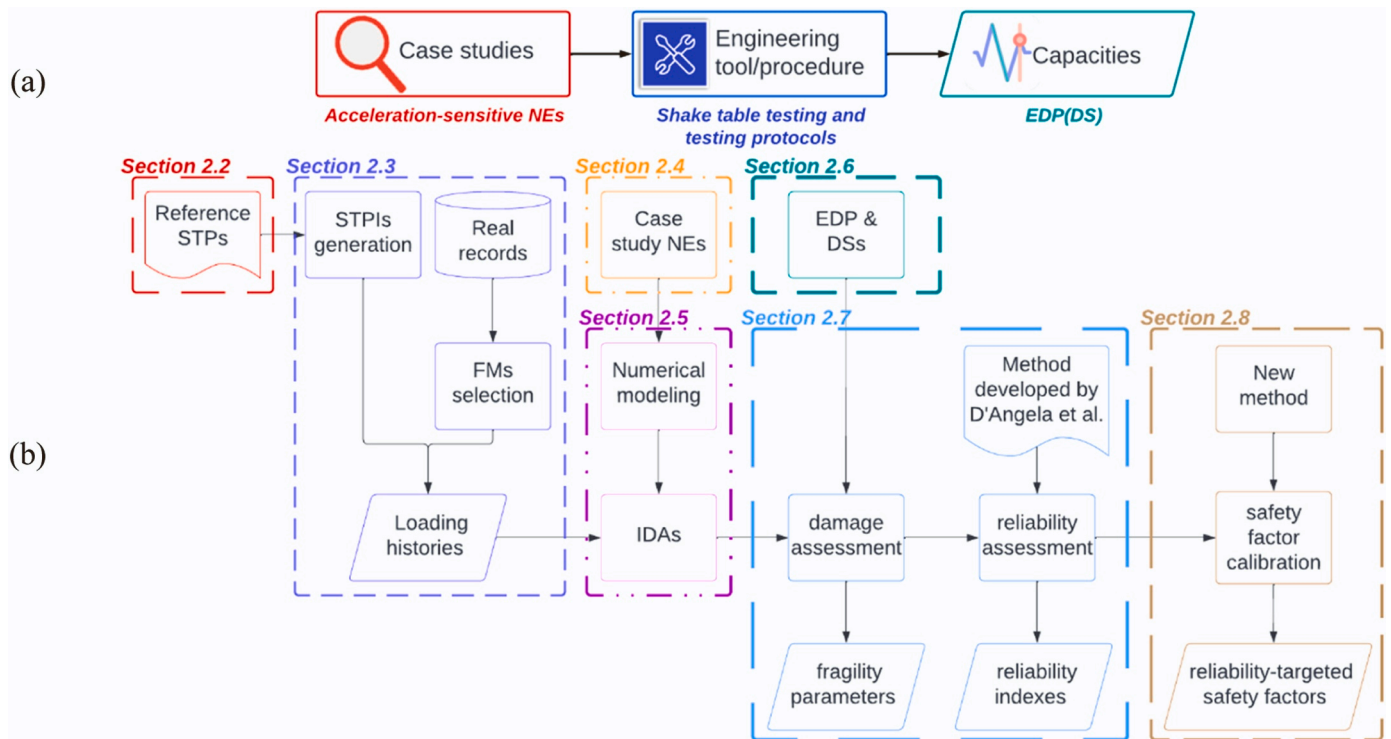 (a)
Case studies
Engineering
tool/procedure
Capacities
Acceleration-sensitive NEs
Shake table testing and
testing protocols
EDP(DS)
(b)
Section 2.2
Reference
STPs
Section 2.3
STPIs
generation
Real
records
FMs
selection
Loading
histories
Section 2.4
Case
study NEs
Section 2.5
Numerical
modeling
IDAs
Section 2.6
EDP &
DSs
Section 2.7
Method
developed by
D'Angela et al.
damage
assessment
reliability
assessment
fragility
parameters
reliability
indexes
Section 2.8
New
method
safety
factor
calibration
reliability-targeted
safety factors